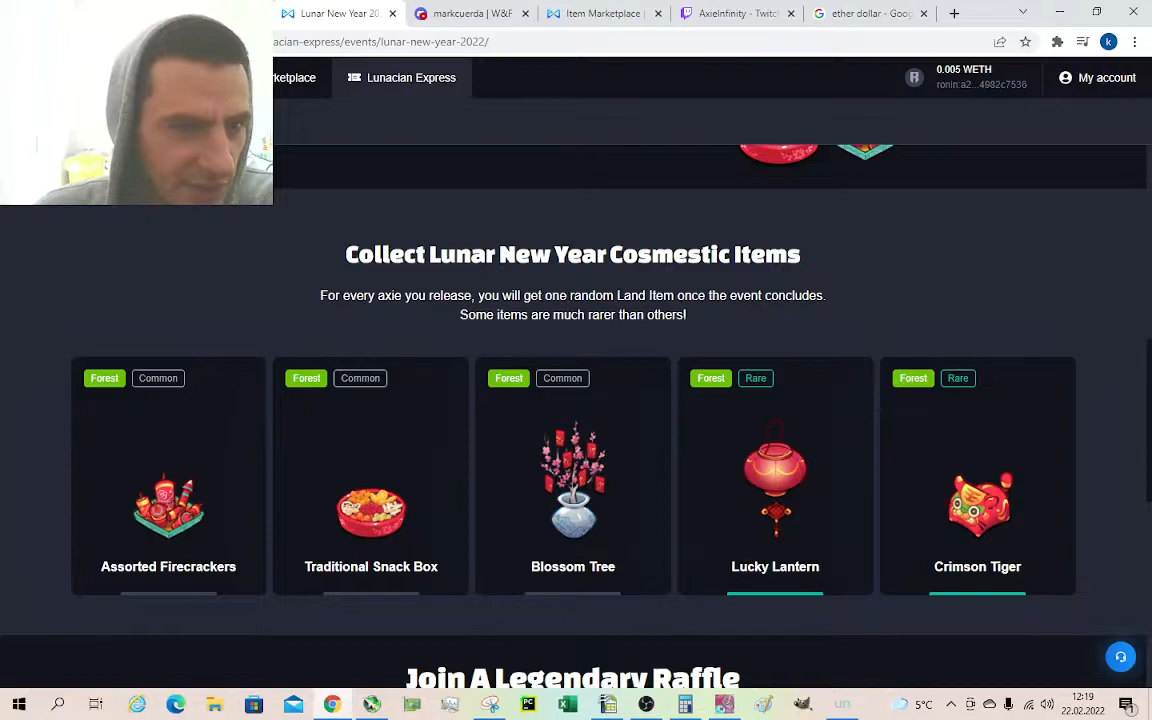 Lunar New Year 20
markcuerda | W&F
Item Marketplace
AxieInfinity - Twitch
ether dollar - Goog
acian-express/events/lunar-new-year-2022/
k
ketplace
Lunacian Express
0.005 WETH
ronin:a2...4982c7536
My account
Collect Lunar New Year Cosmestic Items
For every axie you release, you will get one random Land Item once the event concludes.
Some items are much rarer than others!
Forest Common
Forest Common
Forest Common
Forest Rare
Forest Rare
Assorted Firecrackers
Traditional Snack Box
Blossom Tree
Lucky Lantern
Crimson Tiger
Join A Legendary Raffle
PC
un
5°C
12:19
22.02.2022